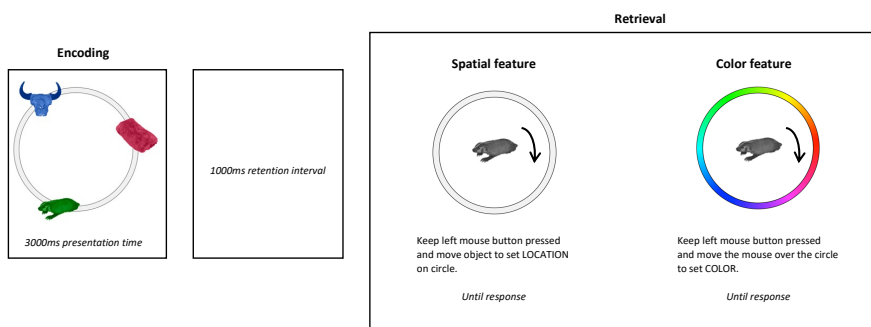 Retrieval
Encoding
Spatial feature
Color feature
1000ms retention interval
3000ms presentation time
Keep left mouse button pressed
and move object to set LOCATION
on circle.
Until response
Keep left mouse button pressed
and move the mouse over the circle
to set COLOR.
Until response